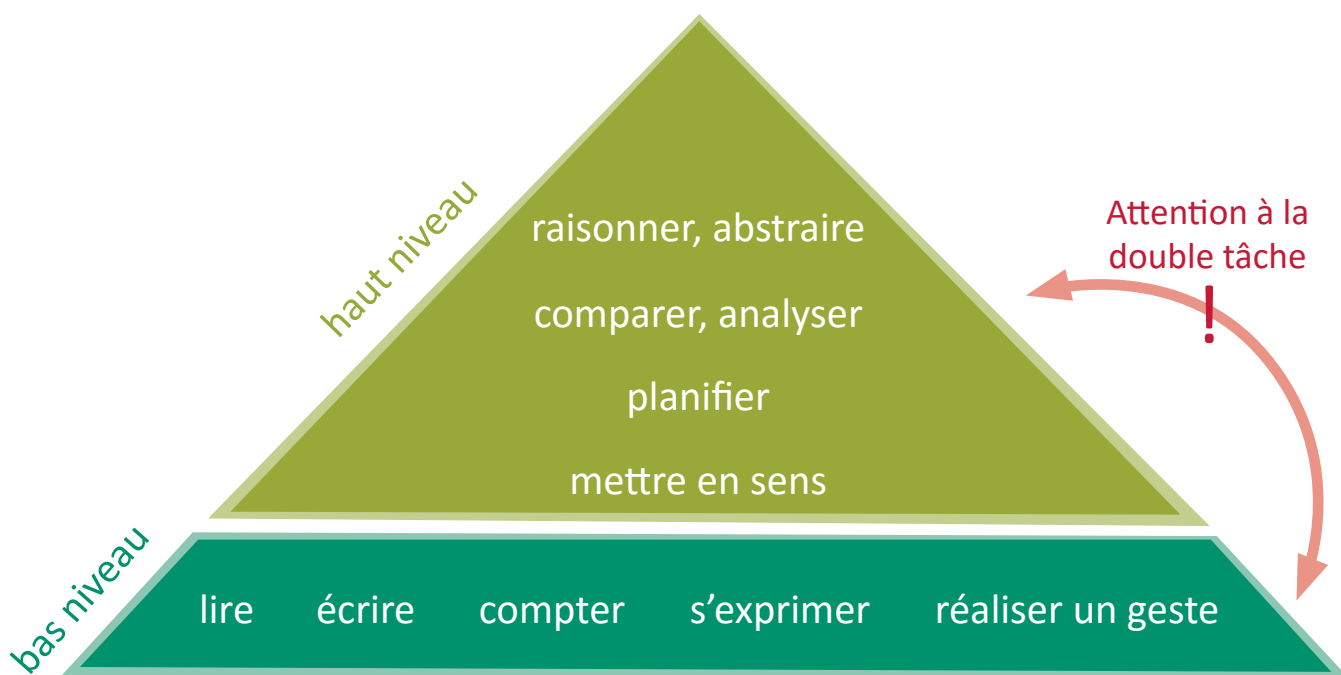 haut niveau
raisonner, abstraire
comparer, analyser
planifier
mettre en sens
Attention à la
double tâche
!
bas niveau
lire écrire compter s’exprimer réaliser un geste